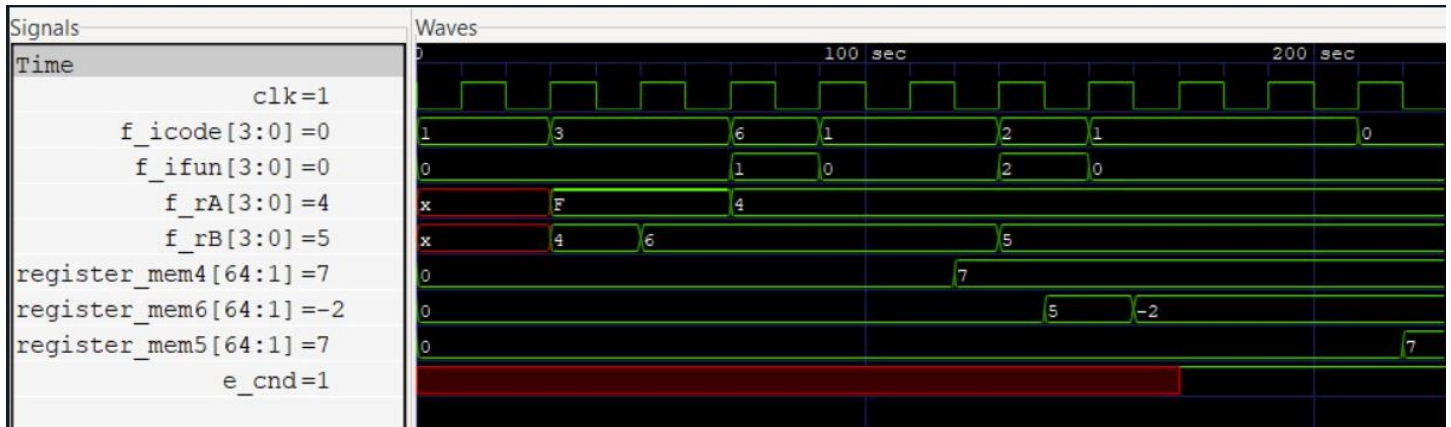 Signals Waves
Time 0 100 sec 200 sec
clk=1
f_icode[3:0]=0 1 3 6 1 2 1 0
f_ifun[3:0]=0 0 1 0 2 0
f_rA[3:0]=4 x F 4
f_rB[3:0]=5 x 4 6 5
register_mem4[64:1]=7 0 7
register_mem6[64:1]=-2 0 5 -2
register_mem5[64:1]=7 0 7
e_cnd=1